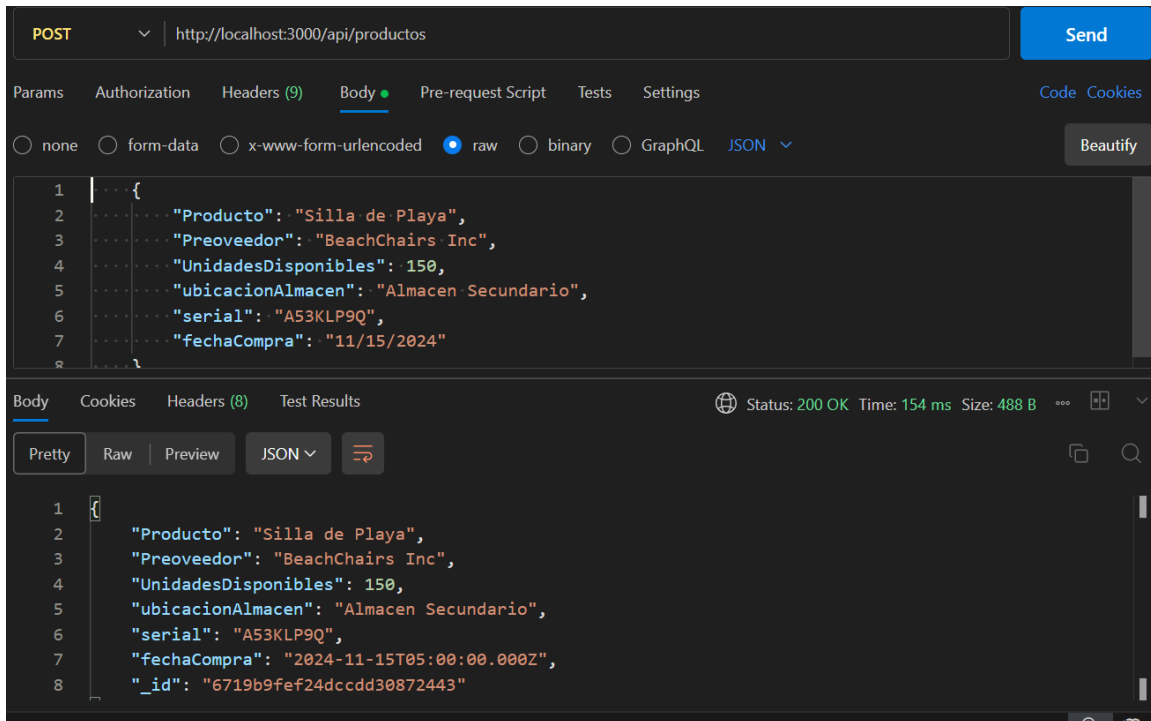 POST http://localhost:3000/api/productos Send
Params Authorization Headers (9) Body Pre-request Script Tests Settings Code Cookies
none form-data x-www-form-urlencoded raw binary GraphQL JSON Beautify
1 {
2 "Producto": "Silla de Playa",
3 "Preoveedor": "BeachChairs Inc",
4 "UnidadesDisponibles": 150,
5 "ubicacionAlmacen": "Almacen Secundario",
6 "serial": "A53KLP9Q",
7 "fechaCompra": "11/15/2024"
8 }
Body Cookies Headers (8) Test Results Status: 200 OK Time: 154 ms Size: 488 B
Pretty Raw Preview JSON
1 {
2 "Producto": "Silla de Playa",
3 "Preoveedor": "BeachChairs Inc",
4 "UnidadesDisponibles": 150,
5 "ubicacionAlmacen": "Almacen Secundario",
6 "serial": "A53KLP9Q",
7 "fechaCompra": "2024-11-15T05:00:00.000Z",
8 "_id": "6719b9fef24dccdd30872443"